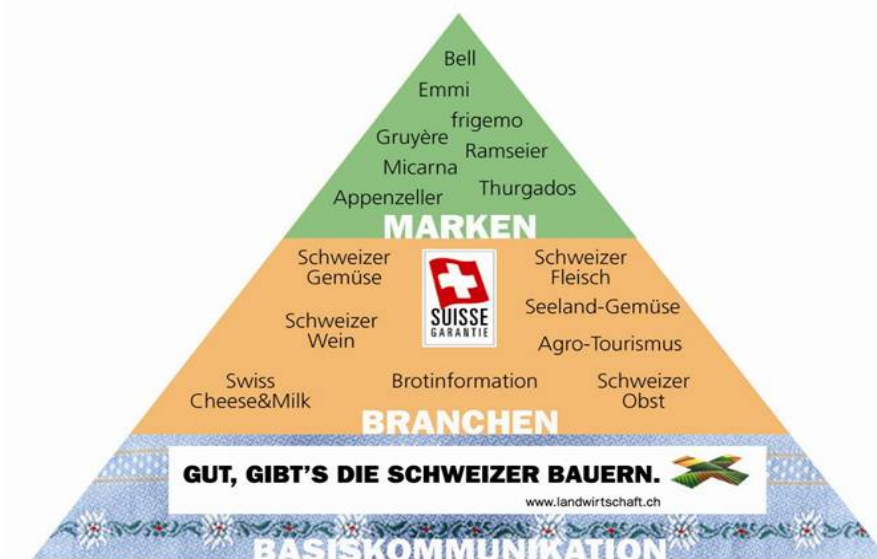 Bell
Emmi
frigemo
Gruyère
Ramseier
Micarna
Thurgados
Appenzeller
MARKEN
Schweizer
Gemüse
Schweizer
Fleisch
SUISSE
GARANTIE
Seeland-Gemüse
Schweizer
Wein
Agro-Tourismus
Swiss
Cheese&Milk
Brotinformation
Schweizer
Obst
BRANCHEN
GUT, GIBT'S DIE SCHWEIZER BAUERN.
www.landwirtschaft.ch
BASISKOMMUNIKATION